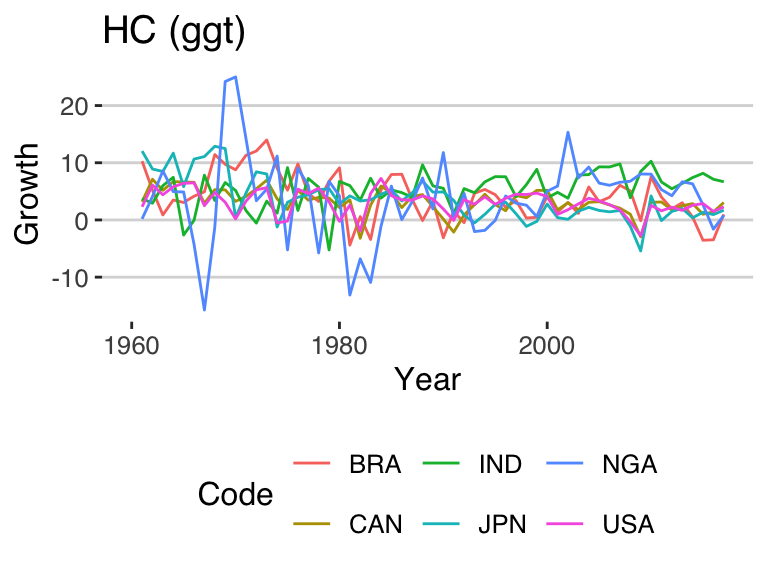 HC (ggt)
Growth
20
10
0
-10
1960 1980 2000
Year
Code
BRA IND NGA
CAN JPN USA